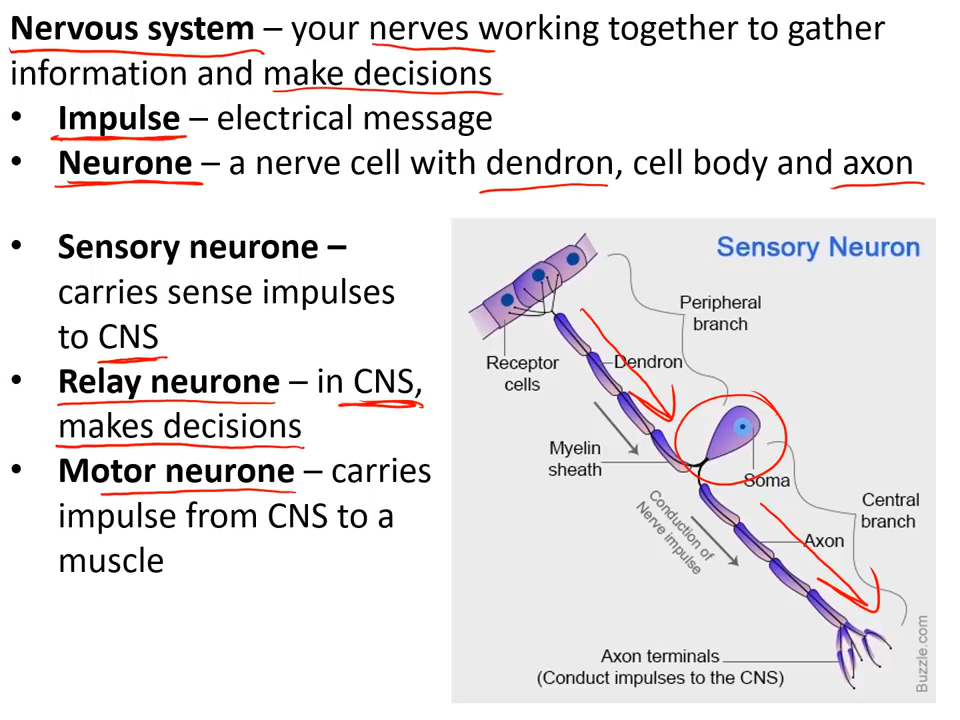 Nervous system – your nerves working together to gather
information and make decisions
• Impulse – electrical message
• Neurone – a nerve cell with dendron, cell body and axon
• Sensory neurone –
carries sense impulses
to CNS
• Relay neurone – in CNS,
makes decisions
• Motor neurone – carries
impulse from CNS to a
muscle
Sensory Neuron
Peripheral
branch
Receptor
cells
Dendron
Myelin
sheath
Soma
Central
branch
Conduction of
Nerve impulse
Axon
Axon terminals
(Conduct impulses to the CNS)
Buzzle.com